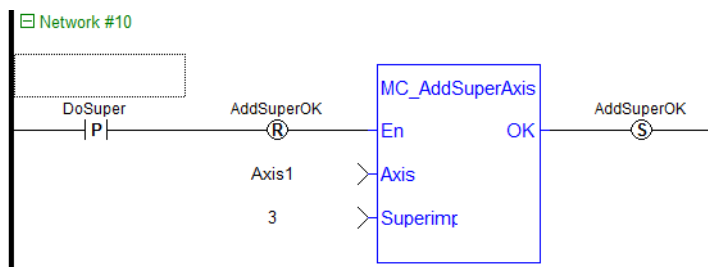 Network #10
MC_AddSuperAxis
DoSuper
AddSuperOK
AddSuperOK
P
R
En
OK
S
Axis1
Axis
3
Superimp